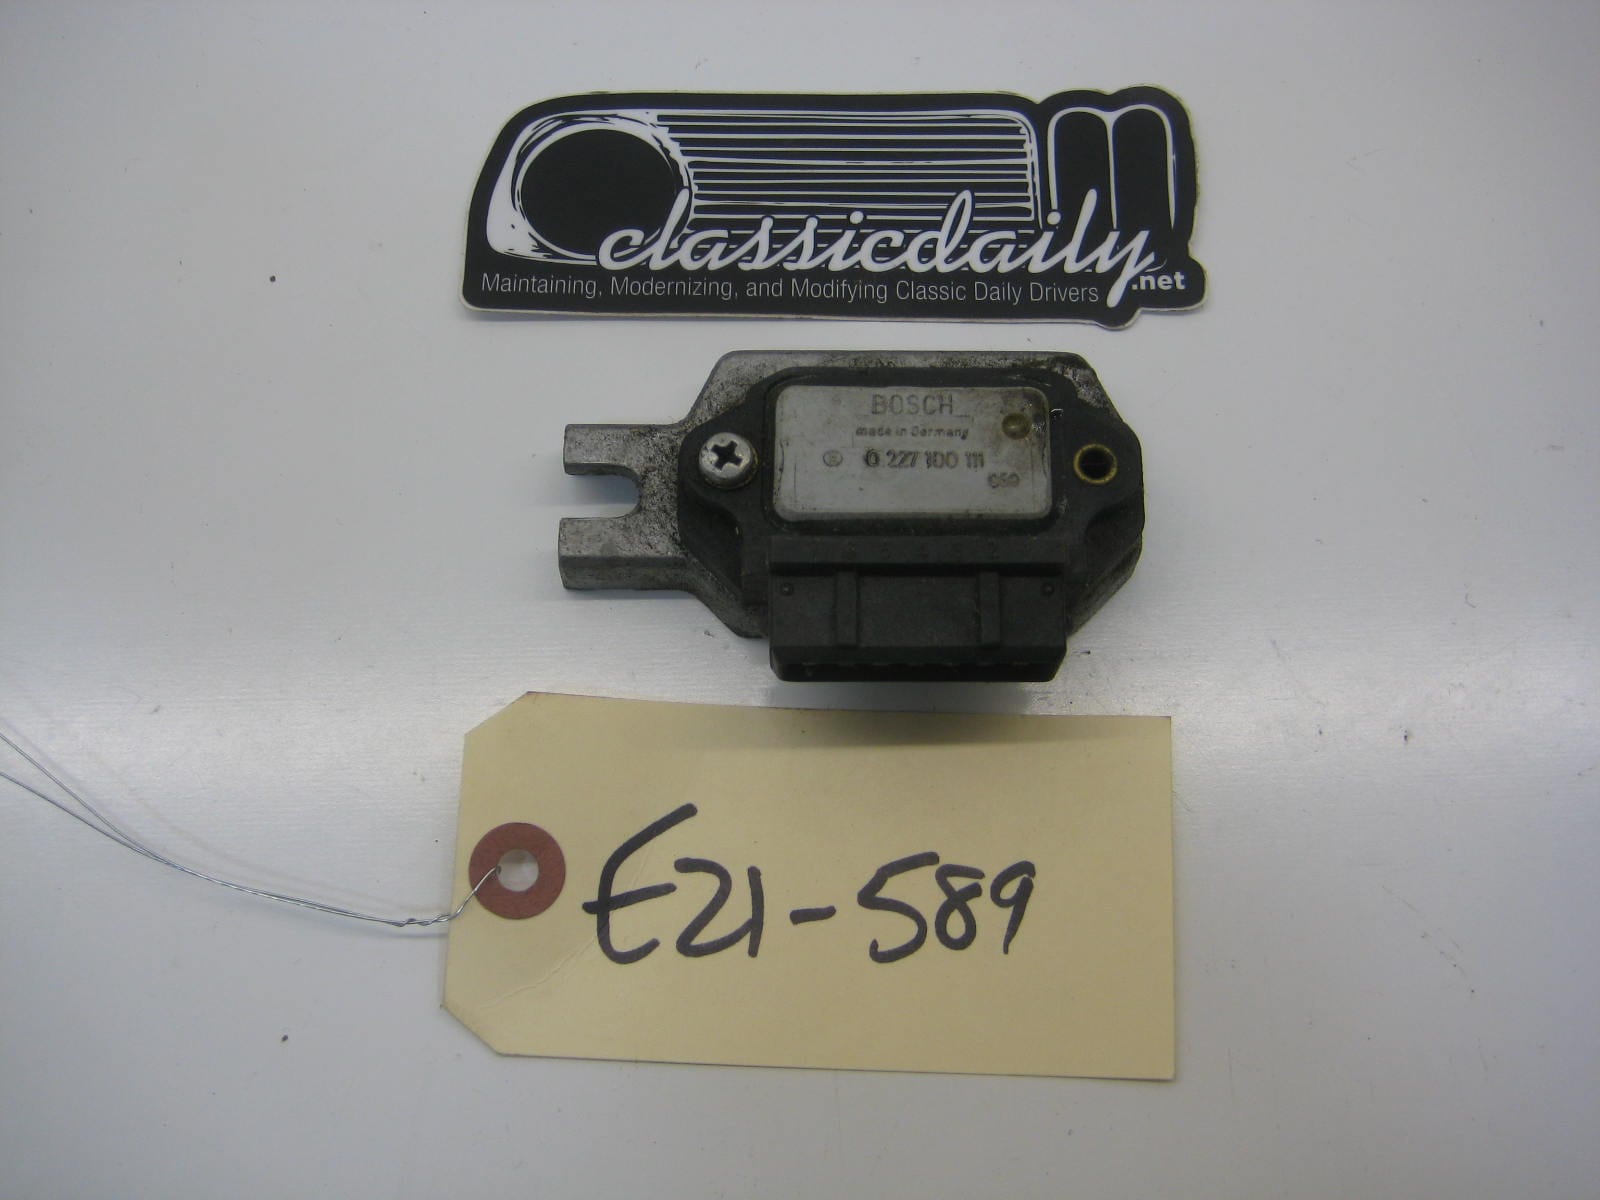 classicdaily.net
Maintaining, Modernizing, and Modifying Classic Daily Drivers
BOSCH
made in Germany
0 227 100 111
E21-589